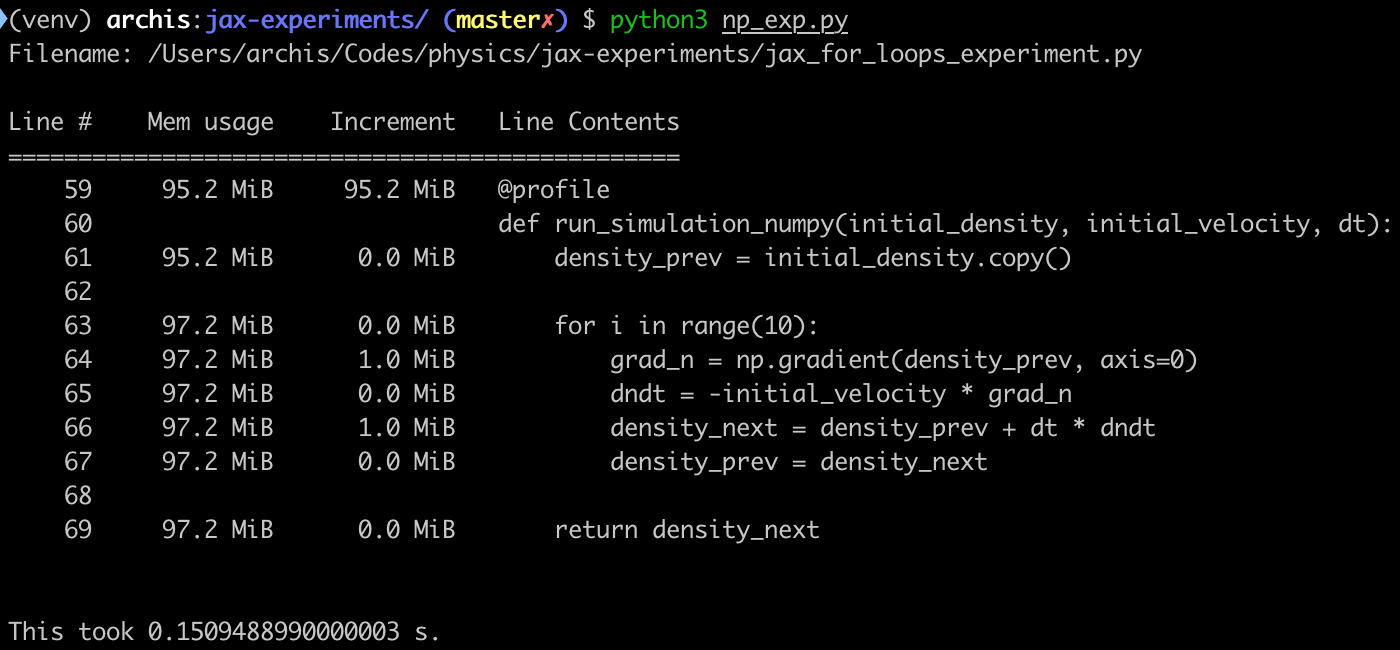 (venv) archis:jax-experiments/ (master✗) $ python3 np_exp.py
Filename: /Users/archis/Codes/physics/jax-experiments/jax_for_loops_experiment.py
Line #    Mem usage    Increment   Line Contents
================================================
    59     95.2 MiB     95.2 MiB   @profile
    60                             def run_simulation_numpy(initial_density, initial_velocity, dt):
    61     95.2 MiB      0.0 MiB       density_prev = initial_density.copy()
    62
    63     97.2 MiB      0.0 MiB       for i in range(10):
    64     97.2 MiB      1.0 MiB           grad_n = np.gradient(density_prev, axis=0)
    65     97.2 MiB      0.0 MiB           dndt = -initial_velocity * grad_n
    66     97.2 MiB      1.0 MiB           density_next = density_prev + dt * dndt
    67     97.2 MiB      0.0 MiB           density_prev = density_next
    68
    69     97.2 MiB      0.0 MiB       return density_next
This took 0.1509488990000003 s.